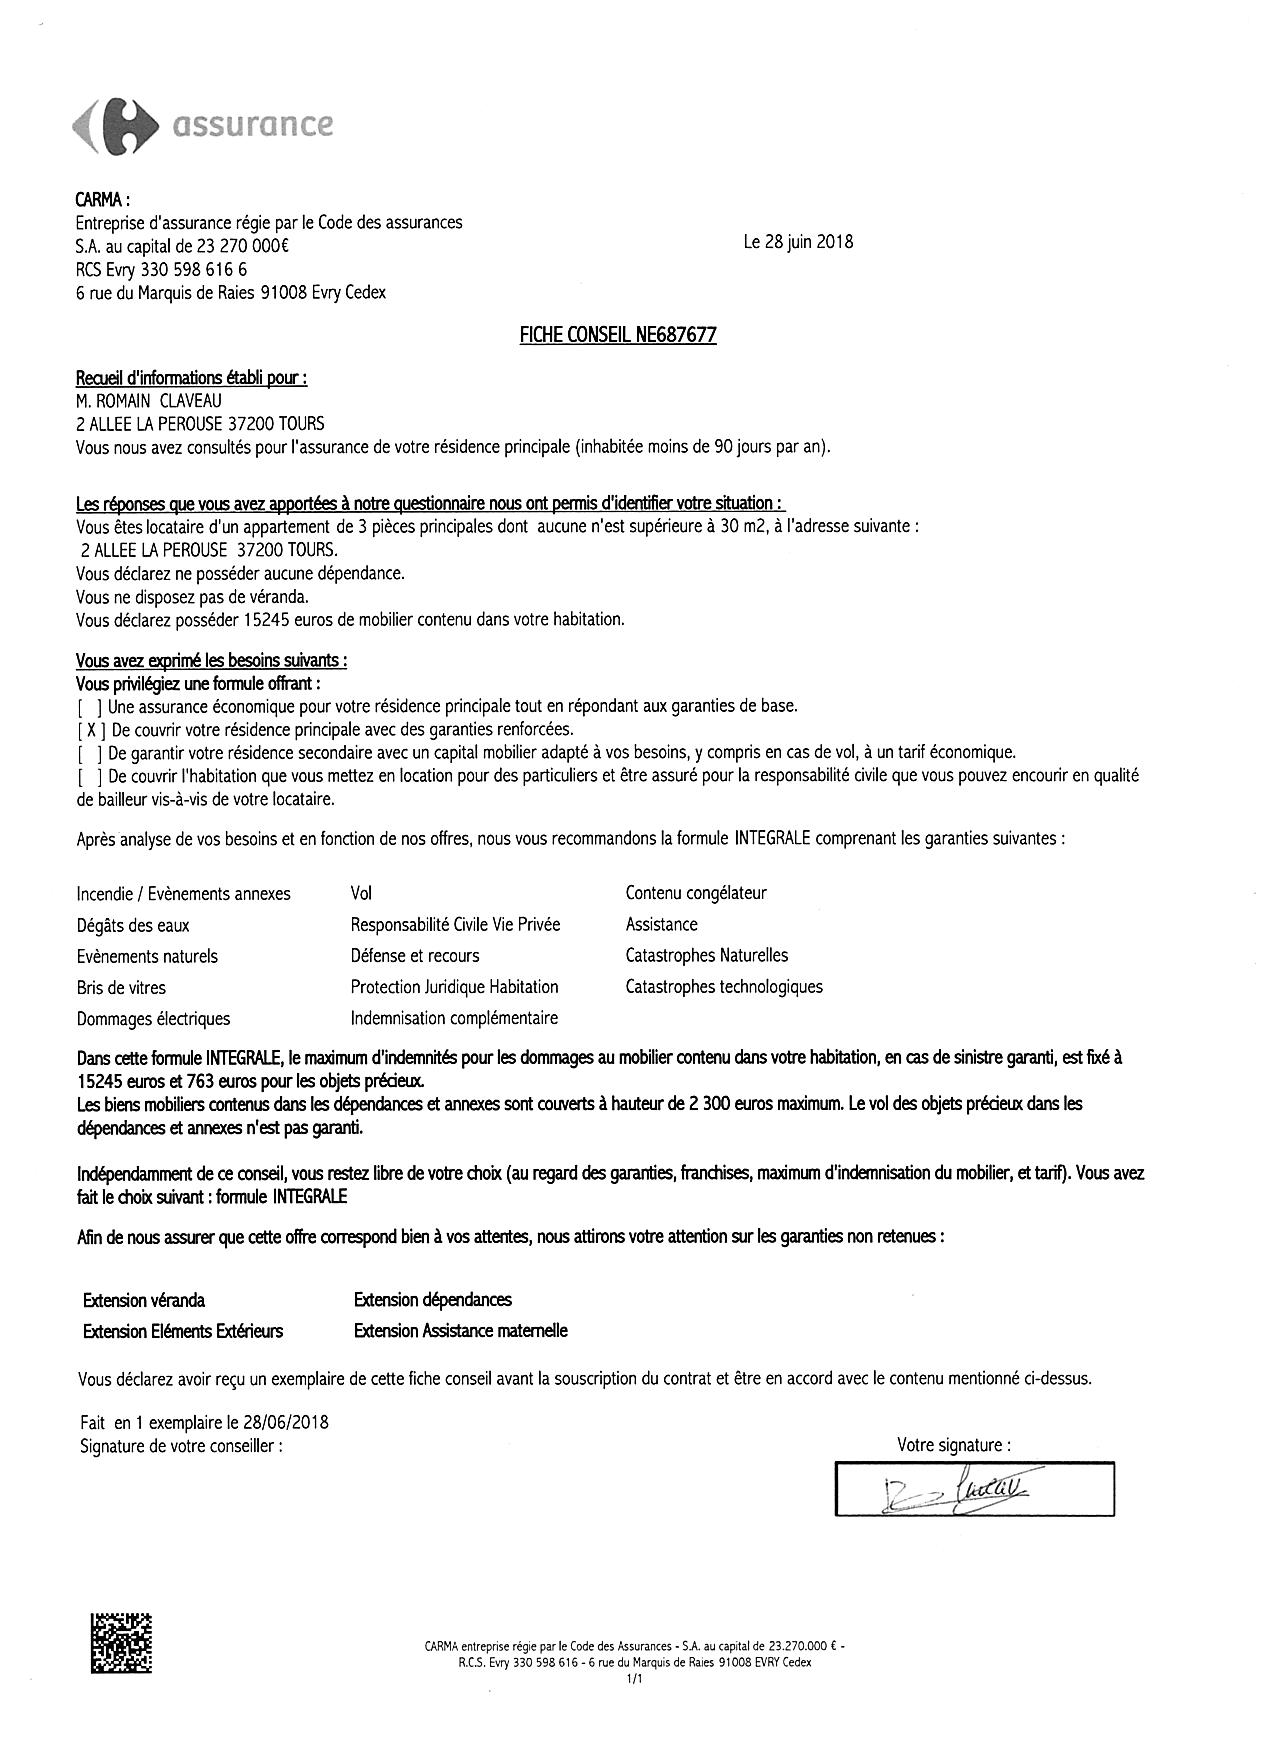 assurance
CARMA :
Entreprise d'assurance régie par le Code des assurances
S.A. au capital de 23 270 000€
Le 28 juin 2018
RCS Evry 330 598 616 6
6 rue du Marquis de Raies 91008 Evry Cedex
FICHE CONSEIL NE687677
Recueil d'informations établi pour :
M. ROMAIN CLAVEAU
2 ALLEE LA PEROUSE 37200 TOURS
Vous nous avez consultés pour l'assurance de votre résidence principale (inhabitée moins de 90 jours par an).
Les réponses que vous avez apportées à notre questionnaire nous ont permis d'identifier votre situation :
Vous êtes locataire d'un appartement de 3 pièces principales dont aucune n'est supérieure à 30 m2, à l'adresse suivante :
2 ALLEE LA PEROUSE 37200 TOURS.
Vous déclarez ne posséder aucune dépendance.
Vous ne disposez pas de véranda.
Vous déclarez posséder 15245 euros de mobilier contenu dans votre habitation.
Vous avez exprimé les besoins suivants :
Vous privilégiez une formule offrant :
[ ] Une assurance économique pour votre résidence principale tout en répondant aux garanties de base.
[ X ] De couvrir votre résidence principale avec des garanties renforcées.
[ ] De garantir votre résidence secondaire avec un capital mobilier adapté à vos besoins, y compris en cas de vol, à un tarif économique.
[ ] De couvrir l'habitation que vous mettez en location pour des particuliers et être assuré pour la responsabilité civile que vous pouvez encourir en qualité
de bailleur vis-à-vis de votre locataire.
Après analyse de vos besoins et en fonction de nos offres, nous vous recommandons la formule INTEGRALE comprenant les garanties suivantes :
Incendie / Evènements annexes Vol Contenu congélateur
Dégâts des eaux Responsabilité Civile Vie Privée Assistance
Evènements naturels Défense et recours Catastrophes Naturelles
Bris de vitres Protection Juridique Habitation Catastrophes technologiques
Dommages électriques Indemnisation complémentaire
Dans cette formule INTEGRALE, le maximum d'indemnités pour les dommages au mobilier contenu dans votre habitation, en cas de sinistre garanti, est fixé à
15245 euros et 763 euros pour les objets précieux.
Les biens mobiliers contenus dans les dépendances et annexes sont couverts à hauteur de 2 300 euros maximum. Le vol des objets précieux dans les
dépendances et annexes n'est pas garanti.
Indépendamment de ce conseil, vous restez libre de votre choix (au regard des garanties, franchises, maximum d'indemnisation du mobilier, et tarif). Vous avez
fait le choix suivant : formule INTEGRALE
Afin de nous assurer que cette offre correspond bien à vos attentes, nous attirons votre attention sur les garanties non retenues :
Extension véranda Extension dépendances
Extension Eléments Extérieurs Extension Assistance maternelle
Vous déclarez avoir reçu un exemplaire de cette fiche conseil avant la souscription du contrat et être en accord avec le contenu mentionné ci-dessus.
Fait en 1 exemplaire le 28/06/2018
Signature de votre conseiller : Votre signature :
CARMA entreprise régie par le Code des Assurances - S.A. au capital de 23.270.000 € -
R.C.S. Evry 330 598 616 - 6 rue du Marquis de Raies 91008 EVRY Cedex
1/1